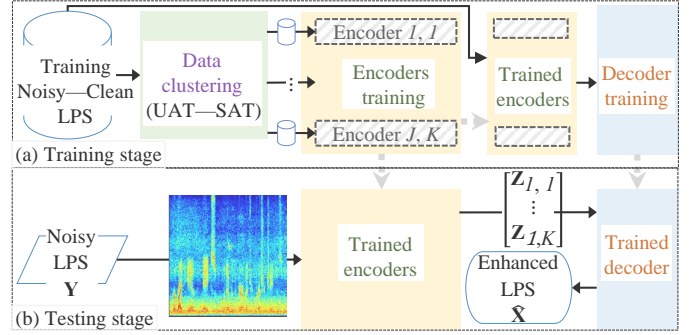 Training
Noisy—Clean
LPS
Data
clustering
(UAT—SAT)
⋮
Encoder 1, 1
Encoders
training
Encoder J, K
Trained
encoders
Decoder
training
(a) Training stage
Noisy
LPS
Y
Trained
encoders
Z1, 1
⋮
Z1,K
Enhanced
LPS
X̂
Trained
decoder
(b) Testing stage